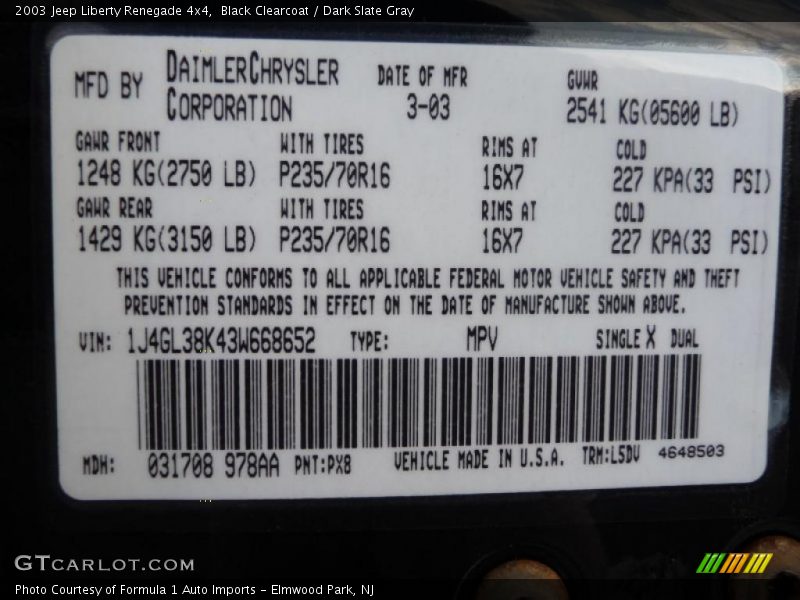 2003 Jeep Liberty Renegade 4x4, Black Clearcoat / Dark Slate Gray
MFD BY DAIMLERCHRYSLER CORPORATION DATE OF MFR 3-03 GVWR 2541 KG(05600 LB)
GAWR FRONT WITH TIRES RIMS AT COLD
1248 KG(2750 LB) P235/70R16 16X7 227 KPA(33 PSI)
GAWR REAR WITH TIRES RIMS AT COLD
1429 KG(3150 LB) P235/70R16 16X7 227 KPA(33 PSI)
THIS VEHICLE CONFORMS TO ALL APPLICABLE FEDERAL MOTOR VEHICLE SAFETY AND THEFT
PREVENTION STANDARDS IN EFFECT ON THE DATE OF MANUFACTURE SHOWN ABOVE.
VIN: 1J4GL38K43W668652 TYPE: MPV SINGLE X DUAL
MDH: 031708 978AA PNT:PX8 VEHICLE MADE IN U.S.A. TRM:L5DV 4648503
GTCARLOT.COM
Photo Courtesy of Formula 1 Auto Imports - Elmwood Park, NJ